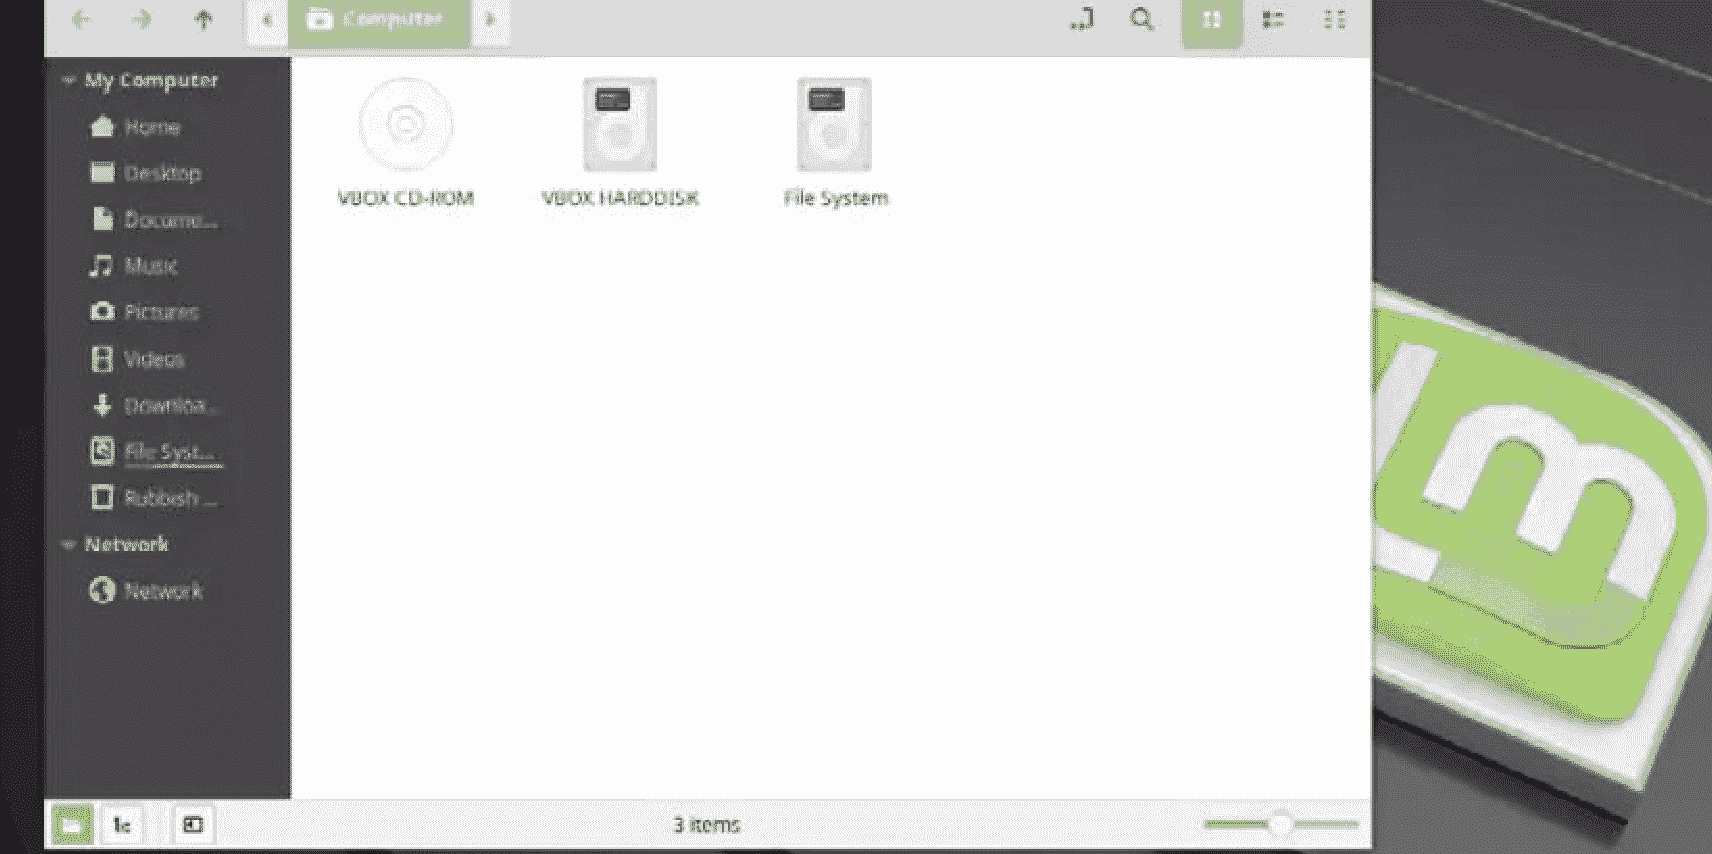 Computer
My Computer
Home
Desktop
Docume...
Music
Pictures
Videos
Downloa...
File Syst...
Rubbish ...
Network
Network
VBOX CD-ROM
VBOX HARDDISK
File System
3 items